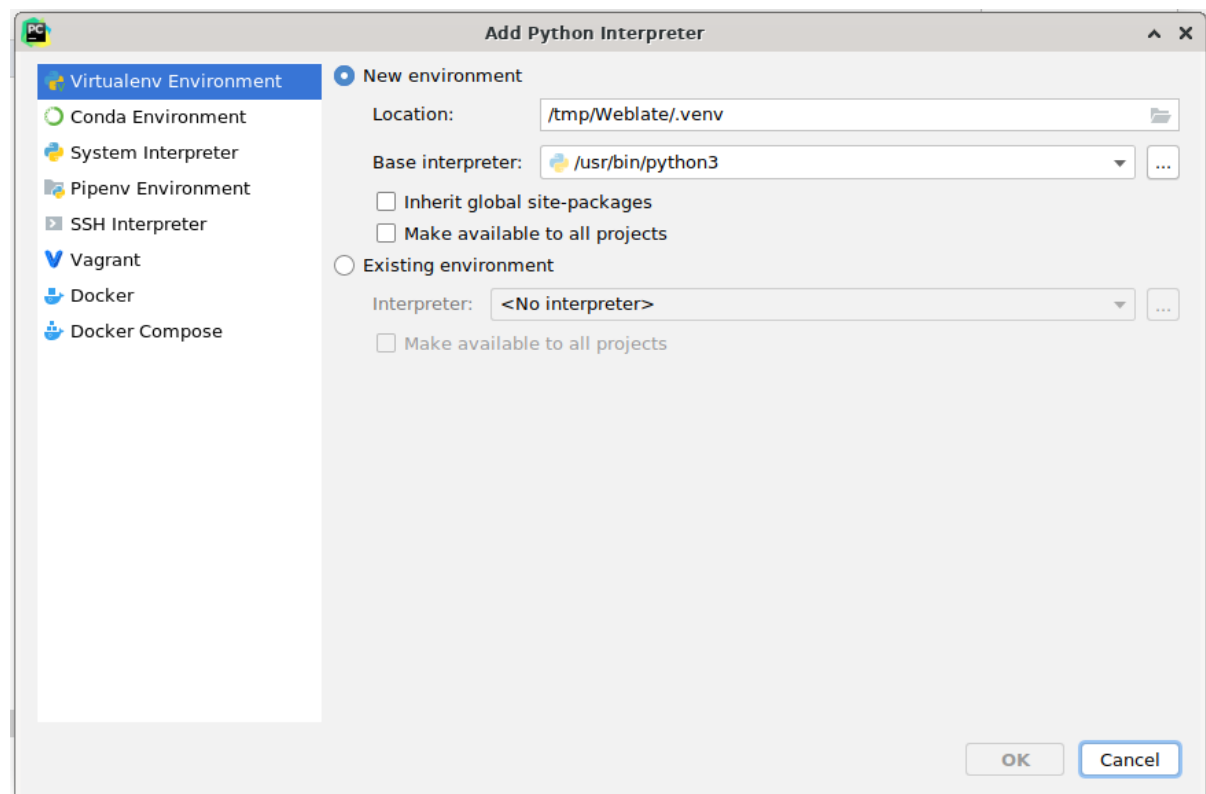 PC
Add Python Interpreter
Virtualenv Environment
Conda Environment
System Interpreter
Pipenv Environment
SSH Interpreter
Vagrant
Docker
Docker Compose
New environment
Location: /tmp/Weblate/.venv
Base interpreter: /usr/bin/python3 ...
Inherit global site-packages
Make available to all projects
Existing environment
Interpreter: <No interpreter> ...
Make available to all projects
OK Cancel